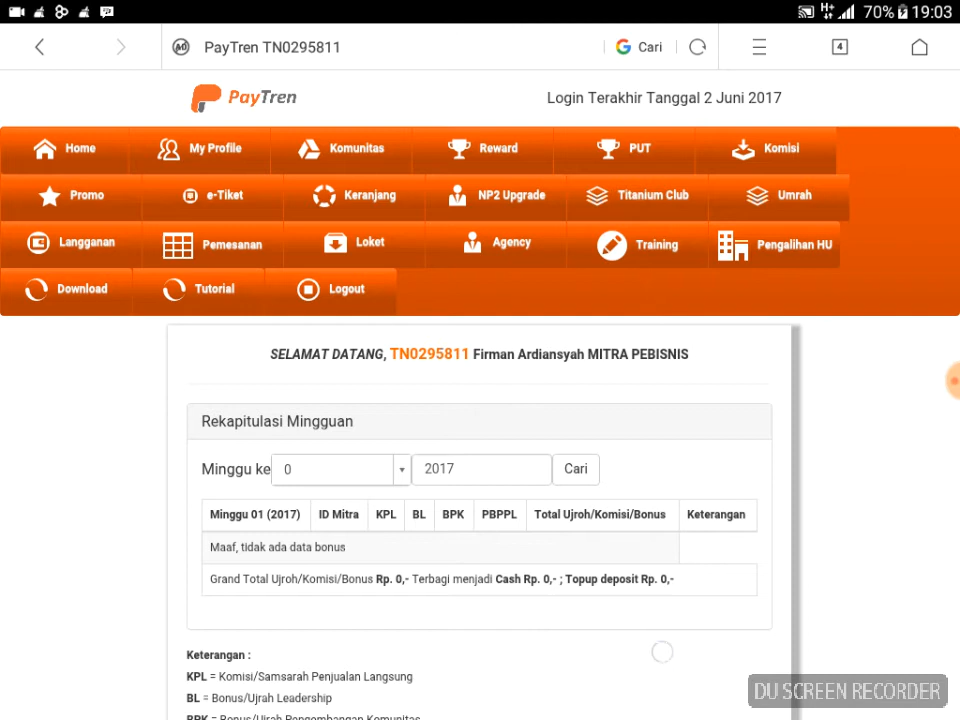 70% 19:03
PayTren TN0295811 Cari 4
PayTren Login Terakhir Tanggal 2 Juni 2017
Home My Profile Komunitas Reward PUT Komisi
Promo e-Tiket Keranjang NP2 Upgrade Titanium Club Umrah
Langganan Pemesanan Loket Agency Training Pengalihan HU
Download Tutorial Logout
SELAMAT DATANG, TN0295811 Firman Ardiansyah MITRA PEBISNIS
Rekapitulasi Mingguan
Minggu ke 0 2017 Cari
Minggu 01 (2017) ID Mitra KPL BL BPK PBPPL Total Ujroh/Komisi/Bonus Keterangan
Maaf, tidak ada data bonus
Grand Total Ujroh/Komisi/Bonus Rp. 0,- Terbagi menjadi Cash Rp. 0,- ; Topup deposit Rp. 0,-
Keterangan :
KPL = Komisi/Samsarah Penjualan Langsung
BL = Bonus/Ujrah Leadership
BPK = Bonus/Ujrah Pengembangan Komunitas
DU SCREEN RECORDER